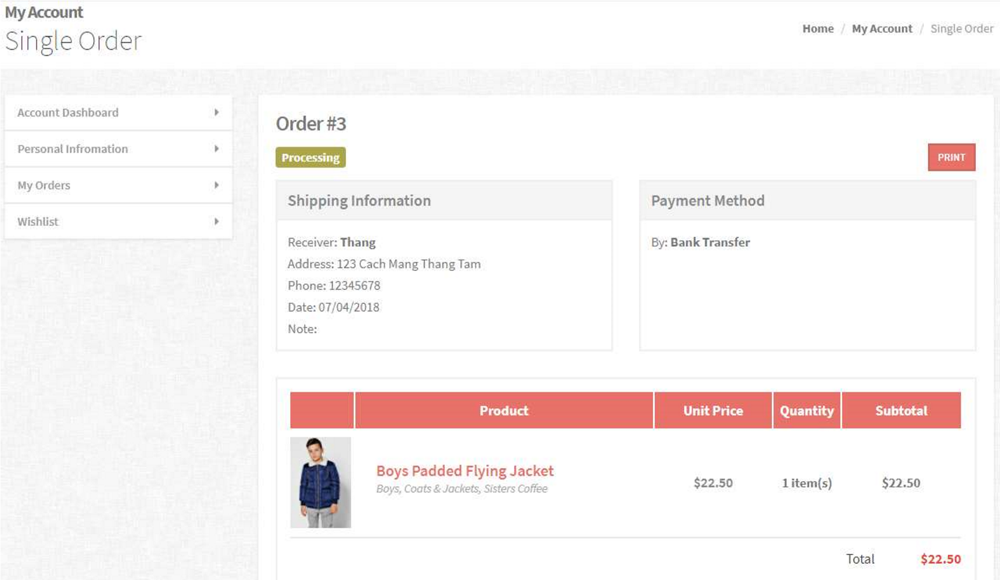 My Account
Single Order
Home / My Account / Single Order
Account Dashboard
Personal Infromation
My Orders
Wishlist
Order #3
Processing
PRINT
Shipping Information
Receiver: Thang
Address: 123 Cach Mang Thang Tam
Phone: 12345678
Date: 07/04/2018
Note:
Payment Method
By: Bank Transfer
Product Unit Price Quantity Subtotal
Boys Padded Flying Jacket
Boys, Coats & Jackets, Sisters Coffee
$22.50 1 item(s) $22.50
Total $22.50